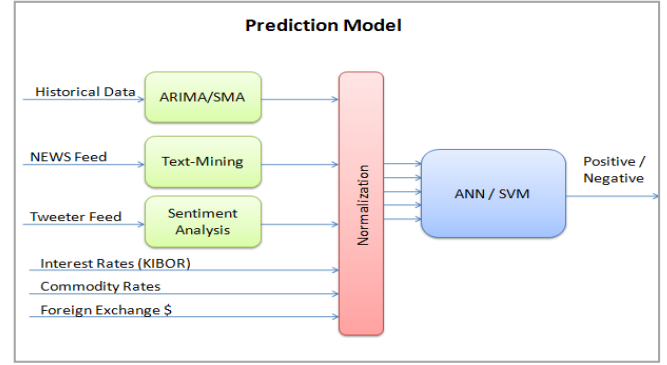 Prediction Model
Historical Data
ARIMA/SMA
NEWS Feed
Text-Mining
Tweeter Feed
Sentiment
Analysis
Interest Rates (KIBOR)
Commodity Rates
Foreign Exchange $
Normalization
ANN / SVM
Positive /
Negative